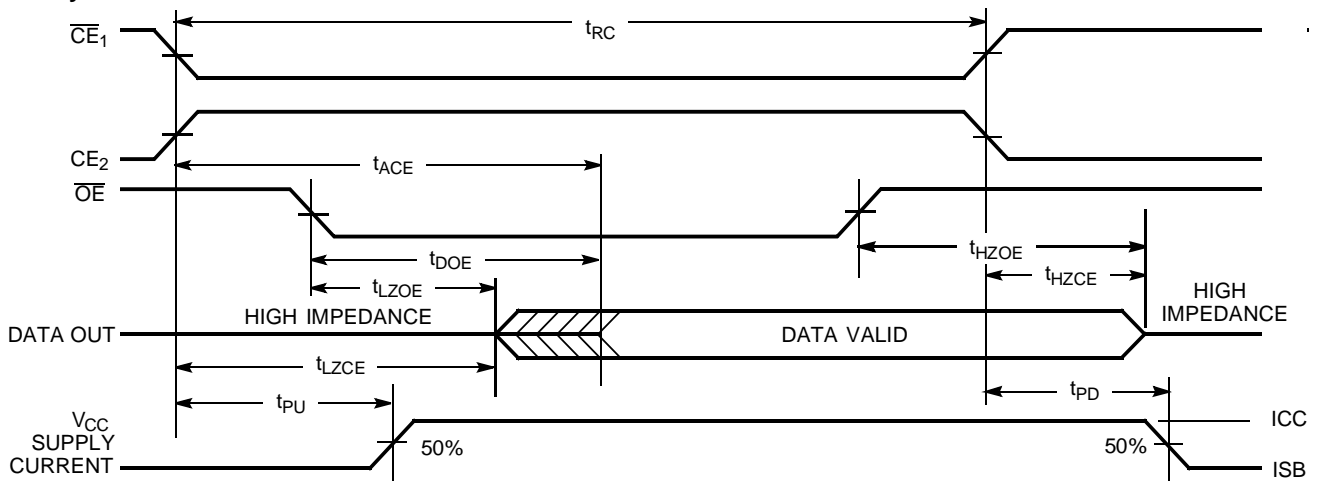 tRC
CE1
CE2
tACE
OE
tHZOE
tDOE
tHZCE
tLZOE
HIGH IMPEDANCE
HIGH
IMPEDANCE
DATA OUT
DATA VALID
tLZCE
tPU
tPD
VCC
SUPPLY
CURRENT
50%
50%
ICC
ISB